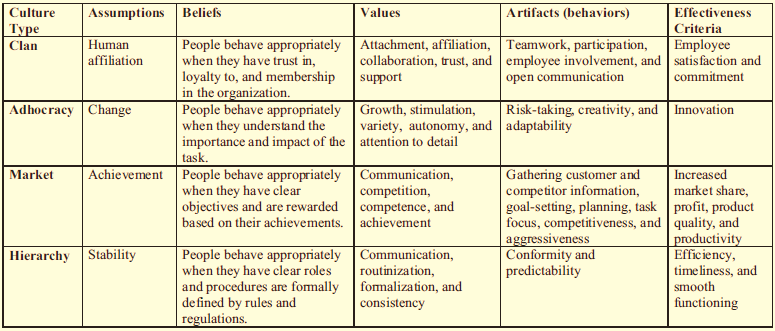 Culture Type
Assumptions
Beliefs
Values
Artifacts (behaviors)
Effectiveness Criteria
Clan
Human
affiliation
People behave appropriately
when they have trust in,
loyalty to, and membership
in the organization.
Attachment, affiliation,
collaboration, trust, and
support
Teamwork, participation,
employee involvement, and
open communication
Employee
satisfaction and
commitment
Adhocracy
Change
People behave appropriately
when they understand the
importance and impact of the
task.
Growth, stimulation,
variety, autonomy, and
attention to detail
Risk-taking, creativity, and
adaptability
Innovation
Market
Achievement
People behave appropriately
when they have clear
objectives and are rewarded
based on their achievements.
Communication,
competition,
competence, and
achievement
Gathering customer and
competitor information,
goal-setting, planning, task
focus, competitiveness, and
aggressiveness
Increased
market share,
profit, product
quality, and
productivity
Hierarchy
Stability
People behave appropriately
when they have clear roles
and procedures are formally
defined by rules and
regulations.
Communication,
routinization,
formalization, and
consistency
Conformity and
predictability
Efficiency,
timeliness, and
smooth
functioning